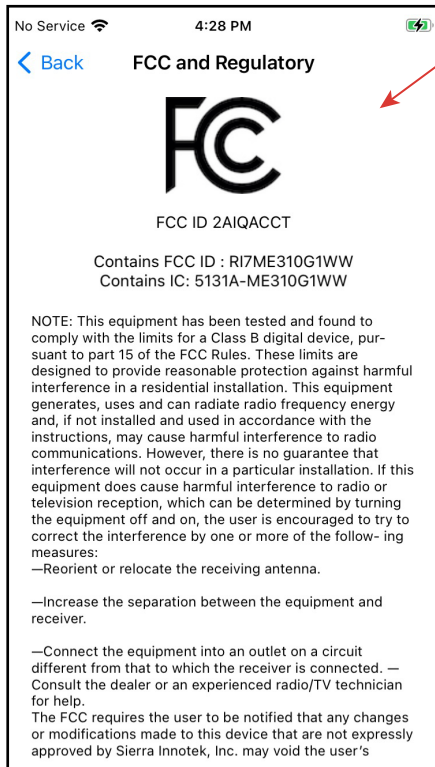 No Service 4:28 PM
Back FCC and Regulatory
FC
FCC ID 2AIQACCT
Contains FCC ID : RI7ME310G1WW
Contains IC: 5131A-ME310G1WW
NOTE: This equipment has been tested and found to
comply with the limits for a Class B digital device, pur-
suant to part 15 of the FCC Rules. These limits are
designed to provide reasonable protection against harmful
interference in a residential installation. This equipment
generates, uses and can radiate radio frequency energy
and, if not installed and used in accordance with the
instructions, may cause harmful interference to radio
communications. However, there is no guarantee that
interference will not occur in a particular installation. If this
equipment does cause harmful interference to radio or
television reception, which can be determined by turning
the equipment off and on, the user is encouraged to try to
correct the interference by one or more of the follow- ing
measures:
—Reorient or relocate the receiving antenna.
—Increase the separation between the equipment and
receiver.
—Connect the equipment into an outlet on a circuit
different from that to which the receiver is connected. —
Consult the dealer or an experienced radio/TV technician
for help.
The FCC requires the user to be notified that any changes
or modifications made to this device that are not expressly
approved by Sierra Innotek, Inc. may void the user's